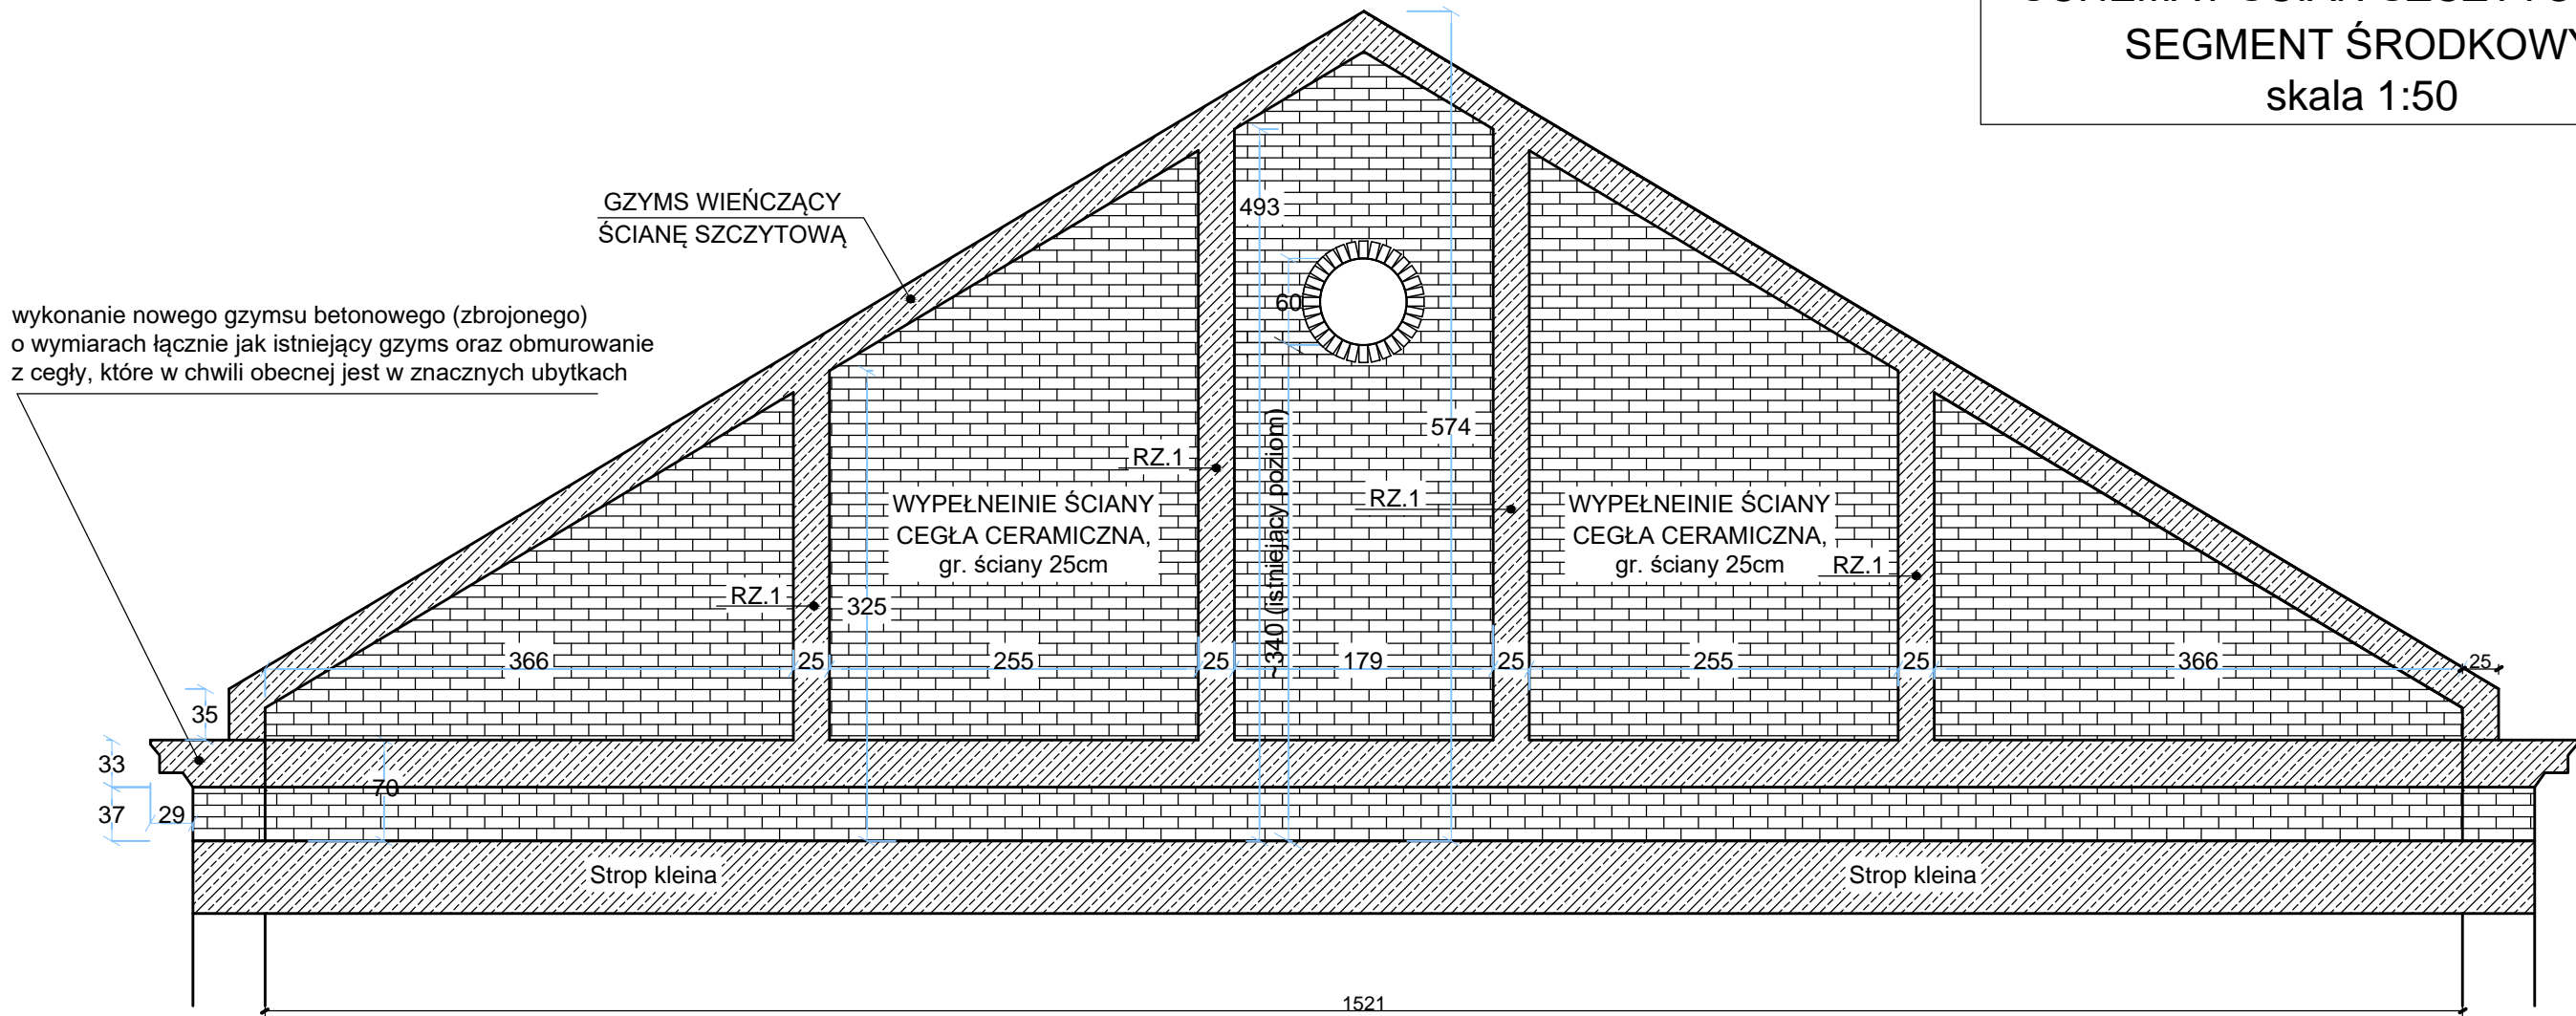 SEGMENT ŚRODKOWY
skala 1:50
GZYMS WIEŃCZĄCY
ŚCIANĘ SZCZYTOWĄ
wykonanie nowego gzymsu betonowego (zbrojonego)
o wymiarach łącznie jak istniejący gzyms oraz obmurowanie
z cegły, które w chwili obecnej jest w znacznych ubytkach
493
60
574
~340 (istniejący poziom)
RZ.1
RZ.1
WYPEŁNEINIE ŚCIANY
CEGŁA CERAMICZNA,
gr. ściany 25cm
WYPEŁNEINIE ŚCIANY
CEGŁA CERAMICZNA,
gr. ściany 25cm
RZ.1
RZ.1
325
366
25
255
25
179
25
255
25
366
25
35
33
70
37
29
Strop kleina
Strop kleina
1521